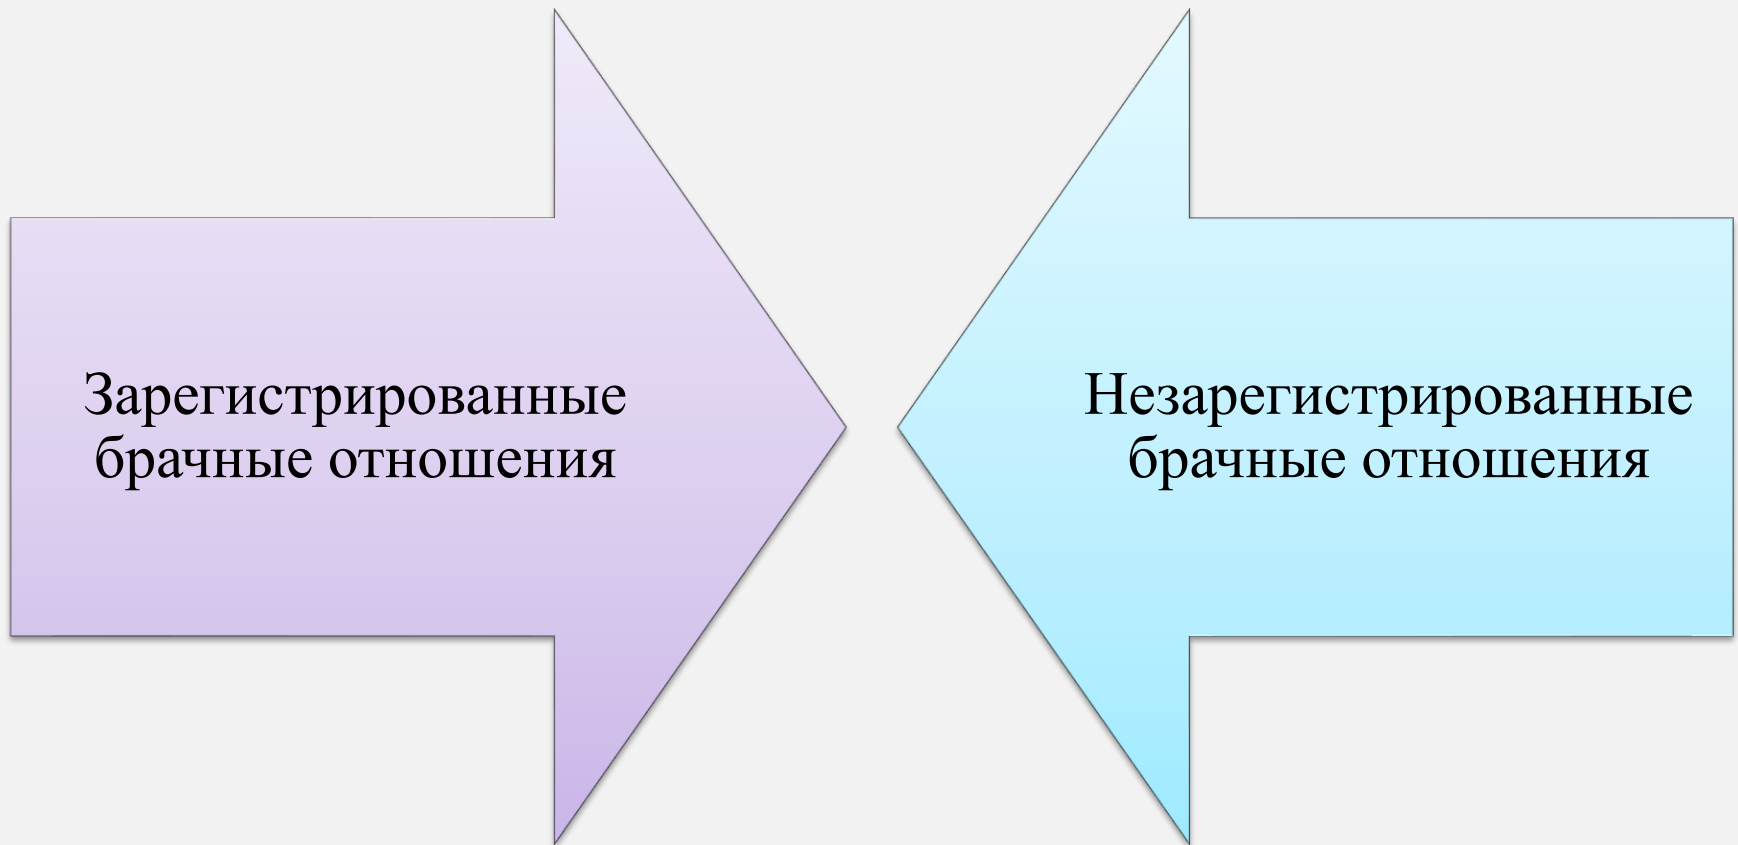 Зарегистрированные
брачные отношения
Незарегистрированные
брачные отношения